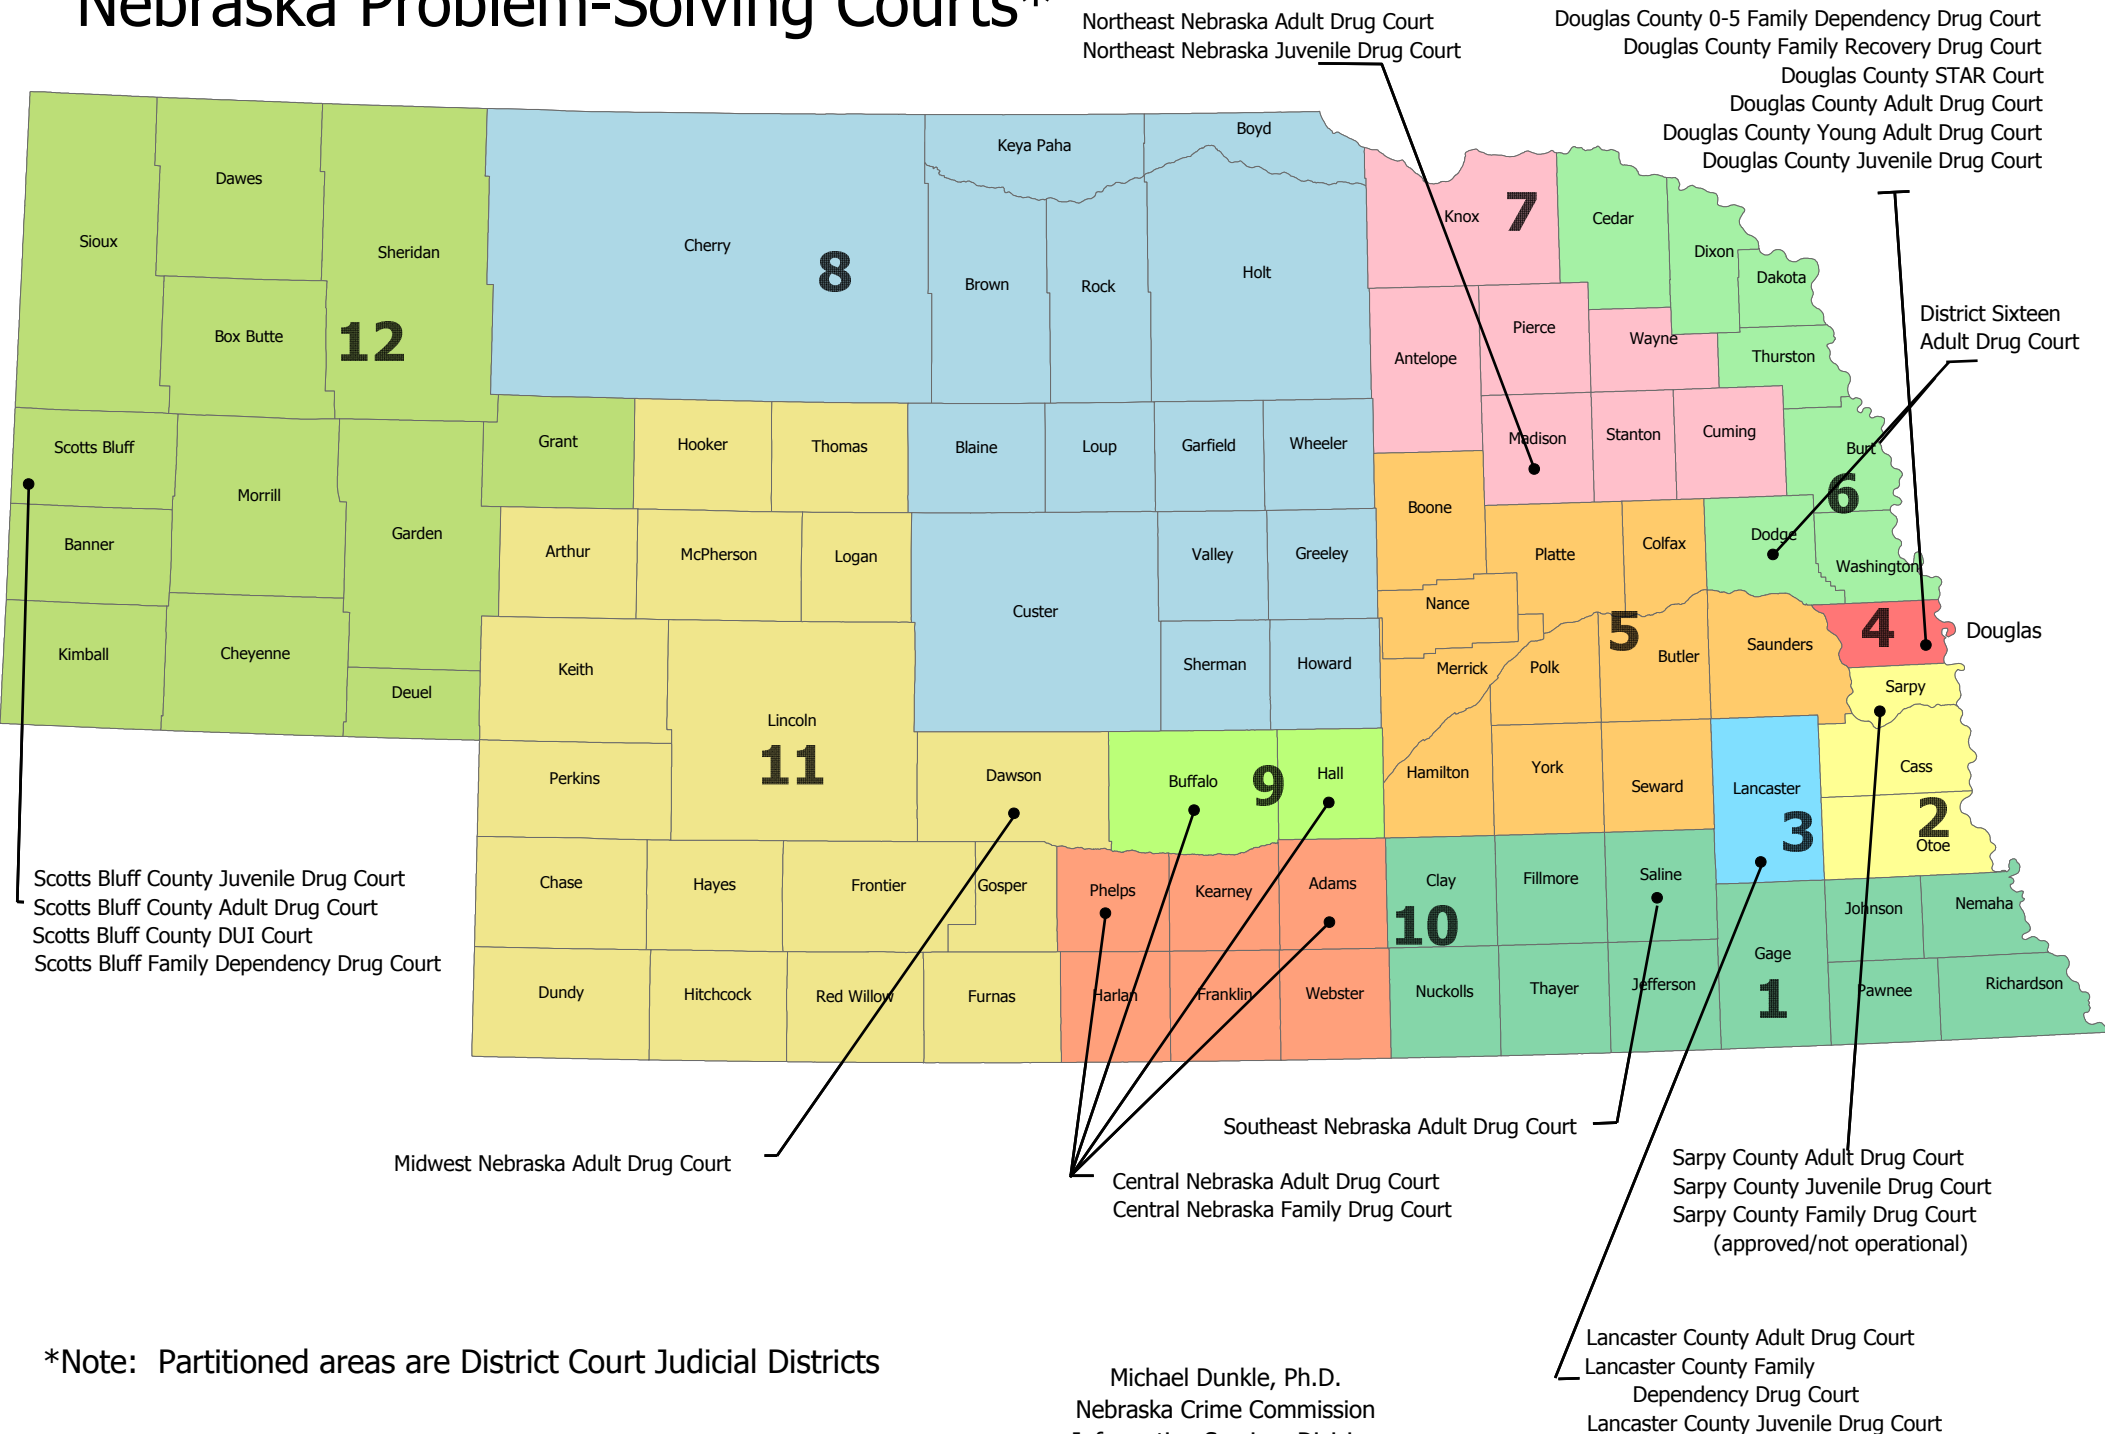 Nebraska Problem-Solving Courts*
Northeast Nebraska Adult Drug Court
Northeast Nebraska Juvenile Drug Court
Douglas County 0-5 Family Dependency Drug Court
Douglas County Family Recovery Drug Court
Douglas County STAR Court
Douglas County Adult Drug Court
Douglas County Young Adult Drug Court
Douglas County Juvenile Drug Court
District Sixteen
Adult Drug Court
Sioux
Dawes
Sheridan
Box Butte
12
Cherry
8
Keya Paha
Boyd
Brown
Rock
Holt
Knox
7
Cedar
Dixon
Dakota
Antelope
Pierce
Wayne
Thurston
Scotts Bluff
Morrill
Garden
Grant
Hooker
Thomas
Blaine
Loup
Garfield
Wheeler
Boone
Madison
Stanton
Cuming
Burt
6
Banner
Arthur
McPherson
Logan
Custer
Valley
Greeley
Platte
Colfax
Dodge
Washington
Nance
Kimball
Cheyenne
Deuel
Keith
Lincoln
11
Sherman
Howard
Merrick
Polk
5
Butler
Saunders
4
Douglas
Sarpy
Perkins
Dawson
Buffalo
9
Hall
Hamilton
York
Seward
Lancaster
3
Cass
2
Otoe
Chase
Hayes
Frontier
Gosper
Phelps
Kearney
Adams
Clay
10
Fillmore
Saline
Johnson
Nemaha
Gage
1
Dundy
Hitchcock
Red Willow
Furnas
Harlan
Franklin
Webster
Nuckolls
Thayer
Jefferson
Pawnee
Richardson
Scotts Bluff County Juvenile Drug Court
Scotts Bluff County Adult Drug Court
Scotts Bluff County DUI Court
Scotts Bluff Family Dependency Drug Court
Midwest Nebraska Adult Drug Court
Southeast Nebraska Adult Drug Court
Central Nebraska Adult Drug Court
Central Nebraska Family Drug Court
Sarpy County Adult Drug Court
Sarpy County Juvenile Drug Court
Sarpy County Family Drug Court
(approved/not operational)
Lancaster County Adult Drug Court
Lancaster County Family
Dependency Drug Court
Lancaster County Juvenile Drug Court
*Note: Partitioned areas are District Court Judicial Districts
Michael Dunkle, Ph.D.
Nebraska Crime Commission